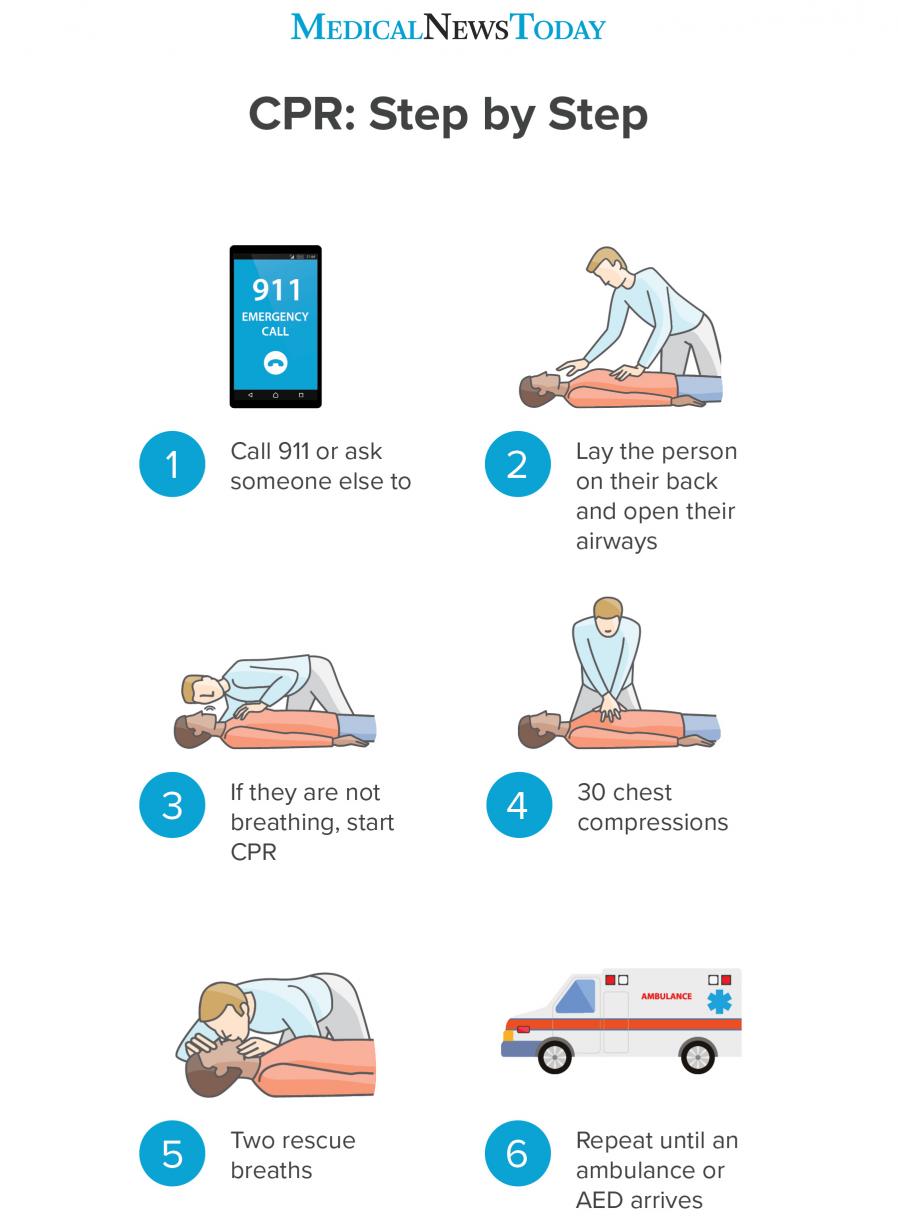 MEDICALNEWSTODAY
CPR: Step by Step
911
EMERGENCY
CALL
1
Call 911 or ask
someone else to
2
Lay the person
on their back
and open their
airways
3
If they are not
breathing, start
CPR
4
30 chest
compressions
5
Two rescue
breaths
AMBULANCE
6
Repeat until an
ambulance or
AED arrives